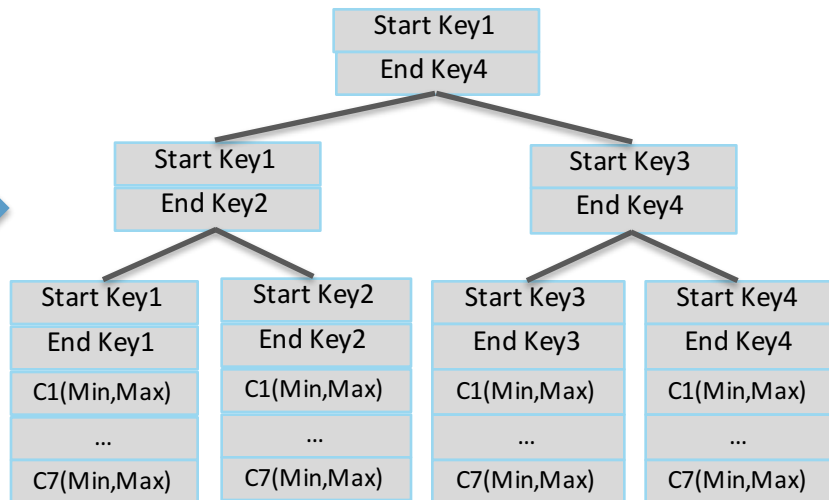 Start Key1
End Key4
Start Key1
End Key2
Start Key3
End Key4
Start Key1
End Key1
C1(Min,Max)
...
C7(Min,Max)
Start Key2
End Key2
C1(Min,Max)
...
C7(Min,Max)
Start Key3
End Key3
C1(Min,Max)
...
C7(Min,Max)
Start Key4
End Key4
C1(Min,Max)
...
C7(Min,Max)